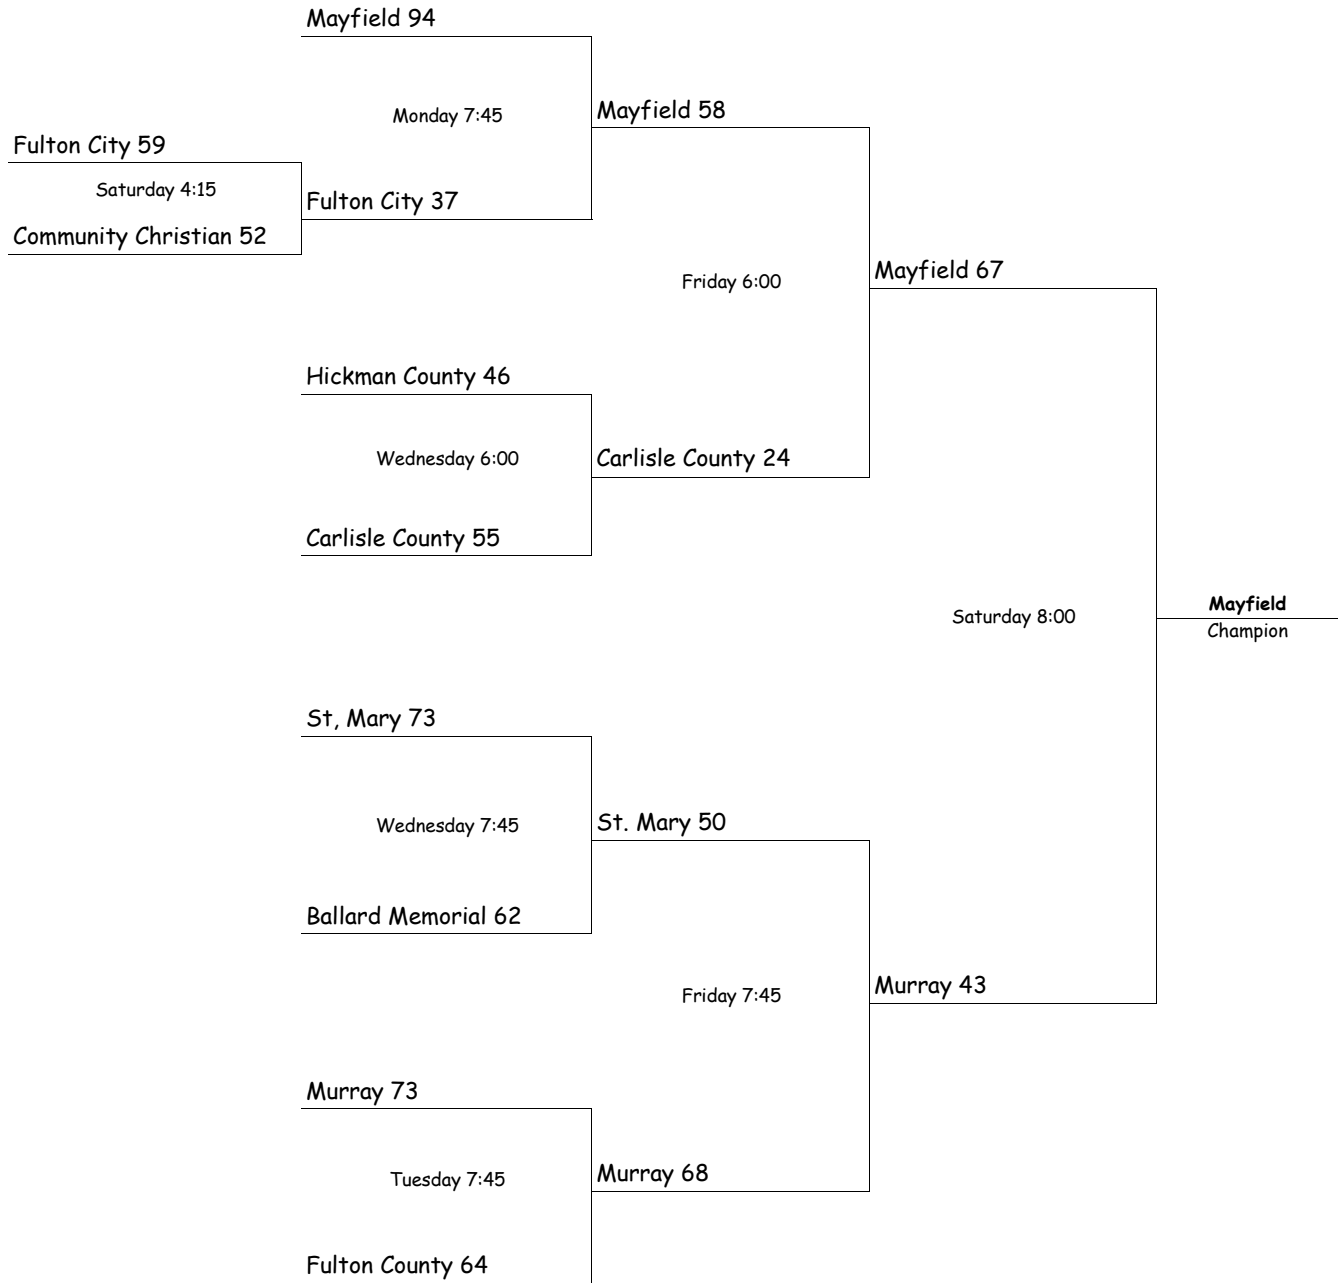 Mayfield 94
Monday 7:45
Mayfield 58
Fulton City 59
Saturday 4:15
Fulton City 37
Community Christian 52
Friday 6:00
Mayfield 67
Hickman County 46
Wednesday 6:00
Carlisle County 24
Carlisle County 55
Saturday 8:00
Mayfield
Champion
St, Mary 73
Wednesday 7:45
St. Mary 50
Ballard Memorial 62
Friday 7:45
Murray 43
Murray 73
Tuesday 7:45
Murray 68
Fulton County 64